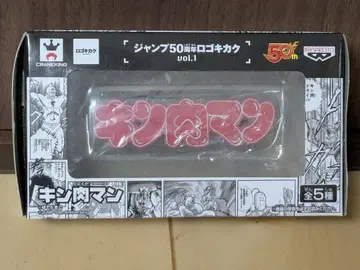 CRANEKING
ロゴキカク
ジャンプ50周年ロゴキカク
vol.1
50th
BANPRESTO
キン肉マン
キン肉マン
全5種